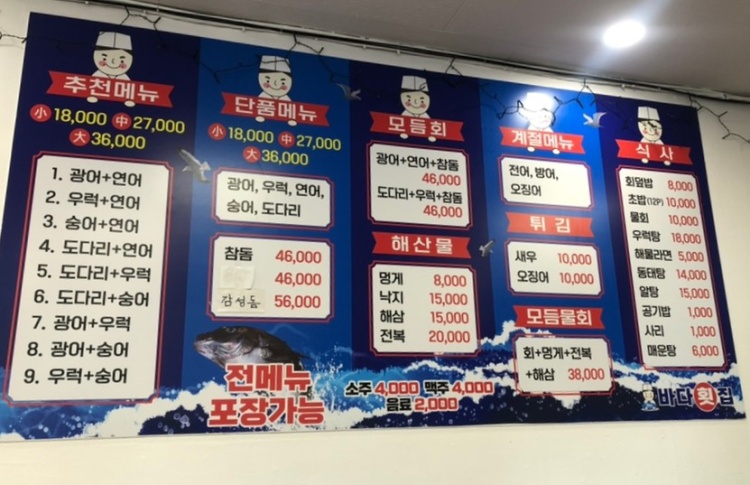 추천메뉴
小 18,000 中 27,000
大 36,000
1. 광어+연어
2. 우럭+연어
3. 숭어+연어
4. 도다리+연어
5. 도다리+우럭
6. 도다리+숭어
7. 광어+우럭
8. 광어+숭어
9. 우럭+숭어
단품메뉴
小 18,000 中 27,000
大 36,000
광어, 우럭, 연어,
숭어, 도다리
참돔 46,000
46,000
감성돔 56,000
전메뉴
포장가능
모듬회
광어+연어+참돔
46,000
도다리+우럭+참돔
46,000
해산물
멍게 8,000
낙지 15,000
해삼 15,000
전복 20,000
소주 4,000 맥주 4,000
음료 2,000
계절메뉴
전어, 방어,
오징어
튀김
새우 10,000
오징어 10,000
모듬물회
회+멍게+전복
+해삼 38,000
식사
회덮밥 8,000
초밥(12P) 10,000
물회 10,000
우럭탕 18,000
해물라면 5,000
동태탕 14,000
알탕 15,000
공기밥 1,000
사리 1,000
매운탕 6,000
바다횟집